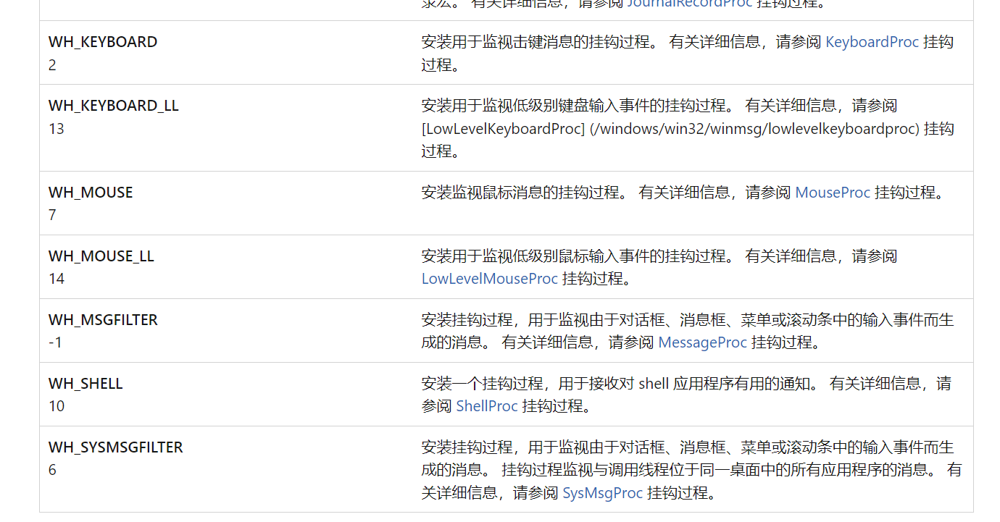 录宏。 有关详细信息，请参阅 JournalRecordProc 挂钩过程。
WH_KEYBOARD
2
安装用于监视击键消息的挂钩过程。 有关详细信息，请参阅 KeyboardProc 挂钩
过程。
WH_KEYBOARD_LL
13
安装用于监视低级别键盘输入事件的挂钩过程。 有关详细信息，请参阅
[LowLevelKeyboardProc] (/windows/win32/winmsg/lowlevelkeyboardproc) 挂钩
过程。
WH_MOUSE
7
安装监视鼠标消息的挂钩过程。 有关详细信息，请参阅 MouseProc 挂钩过程。
WH_MOUSE_LL
14
安装用于监视低级别鼠标输入事件的挂钩过程。 有关详细信息，请参阅
LowLevelMouseProc 挂钩过程。
WH_MSGFILTER
-1
安装挂钩过程，用于监视由于对话框、消息框、菜单或滚动条中的输入事件而生
成的消息。 有关详细信息，请参阅 MessageProc 挂钩过程。
WH_SHELL
10
安装一个挂钩过程，用于接收对 shell 应用程序有用的通知。 有关详细信息，请
参阅 ShellProc 挂钩过程。
WH_SYSMSGFILTER
6
安装挂钩过程，用于监视由于对话框、消息框、菜单或滚动条中的输入事件而生
成的消息。 挂钩过程监视与调用线程位于同一桌面中的所有应用程序的消息。 有
关详细信息，请参阅 SysMsgProc 挂钩过程。